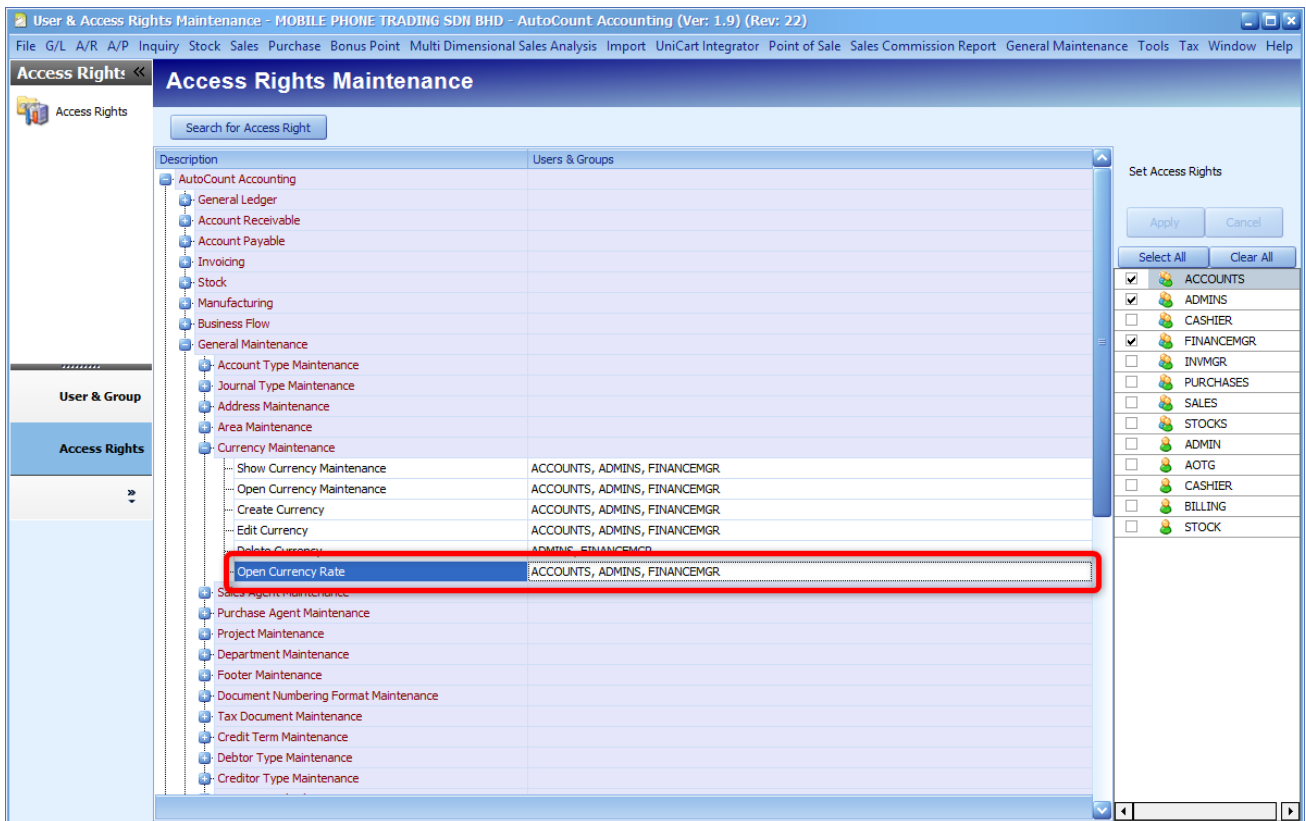 User & Access Rights Maintenance - MOBILE PHONE TRADING SDN BHD - AutoCount Accounting (Ver: 1.9) (Rev: 22)
File G/L A/R A/P Inquiry Stock Sales Purchase Bonus Point Multi Dimensional Sales Analysis Import UniCart Integrator Point of Sale Sales Commission Report General Maintenance Tools Tax Window Help
Access Rights «
Access Rights Maintenance
Access Rights
Search for Access Right
Description Users & Groups
Set Access Rights
AutoCount Accounting
General Ledger
Account Receivable
Apply Cancel
Account Payable
Invoicing
Select All Clear All
Stock
ACCOUNTS
Manufacturing
ADMINS
Business Flow
CASHIER
General Maintenance
FINANCEMGR
Account Type Maintenance
INVMGR
Journal Type Maintenance
PURCHASES
User & Group
Address Maintenance
SALES
Area Maintenance
STOCKS
Access Rights
Currency Maintenance
ADMIN
Show Currency Maintenance ACCOUNTS, ADMINS, FINANCEMGR
AOTG
Open Currency Maintenance ACCOUNTS, ADMINS, FINANCEMGR
CASHIER
»
Create Currency ACCOUNTS, ADMINS, FINANCEMGR
BILLING
Edit Currency ACCOUNTS, ADMINS, FINANCEMGR
STOCK
Delete Currency ADMINS, FINANCEMGR
Open Currency Rate ACCOUNTS, ADMINS, FINANCEMGR
Sales Agent Maintenance
Purchase Agent Maintenance
Project Maintenance
Department Maintenance
Footer Maintenance
Document Numbering Format Maintenance
Tax Document Maintenance
Credit Term Maintenance
Debtor Type Maintenance
Creditor Type Maintenance